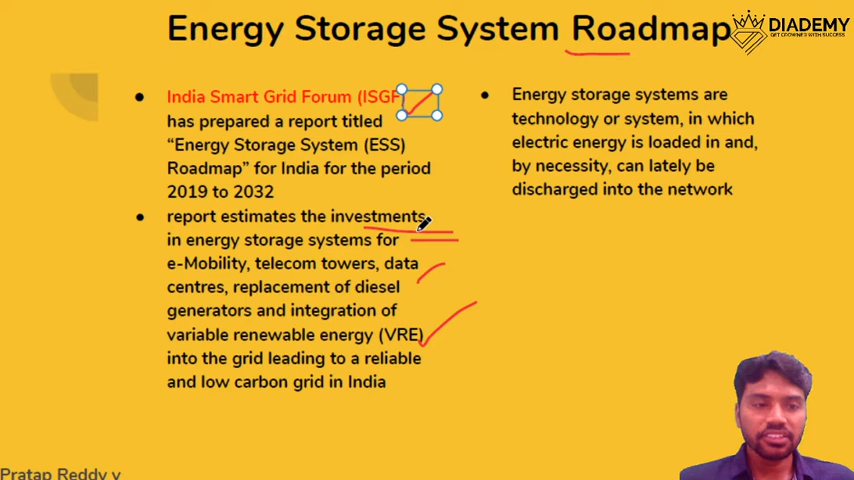 Energy Storage System Roadmap
DIADEMY
GET CROWNED WITH SUCCESS
India Smart Grid Forum (ISGF)
has prepared a report titled
"Energy Storage System (ESS)
Roadmap" for India for the period
2019 to 2032
report estimates the investments
in energy storage systems for
e-Mobility, telecom towers, data
centres, replacement of diesel
generators and integration of
variable renewable energy (VRE)
into the grid leading to a reliable
and low carbon grid in India
Energy storage systems are
technology or system, in which
electric energy is loaded in and,
by necessity, can lately be
discharged into the network
Pratap Reddy v